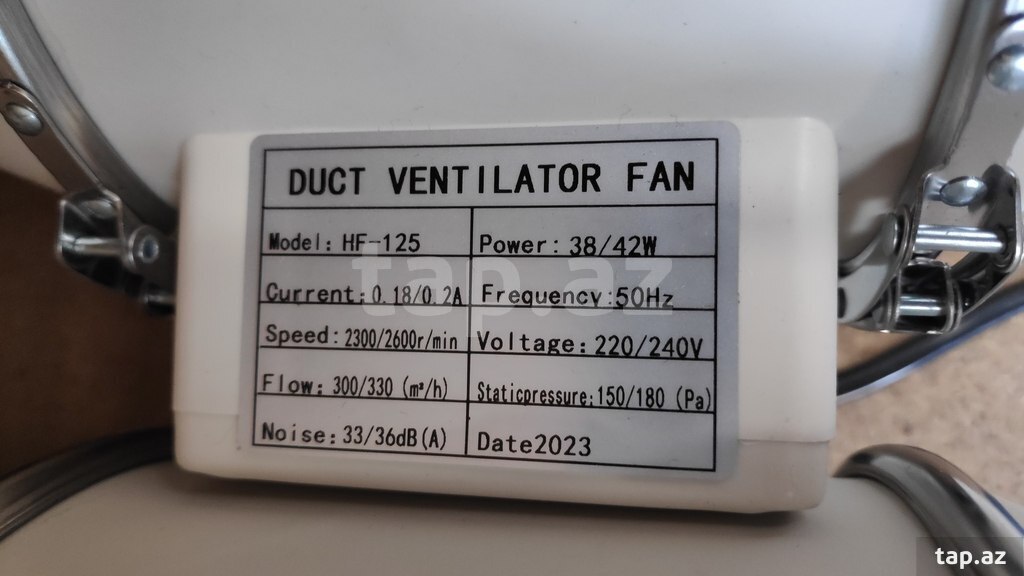 DUCT VENTILATOR FAN
Model: HF-125 Power: 38/42W
Current: 0.18/0.2A Frequency: 50Hz
Speed: 2300/2600r/min Voltage: 220/240V
Flow: 300/330 (m³/h) Staticpressure: 150/180 (Pa)
Noise: 33/36dB(A) Date2023
tap.az
tap.az